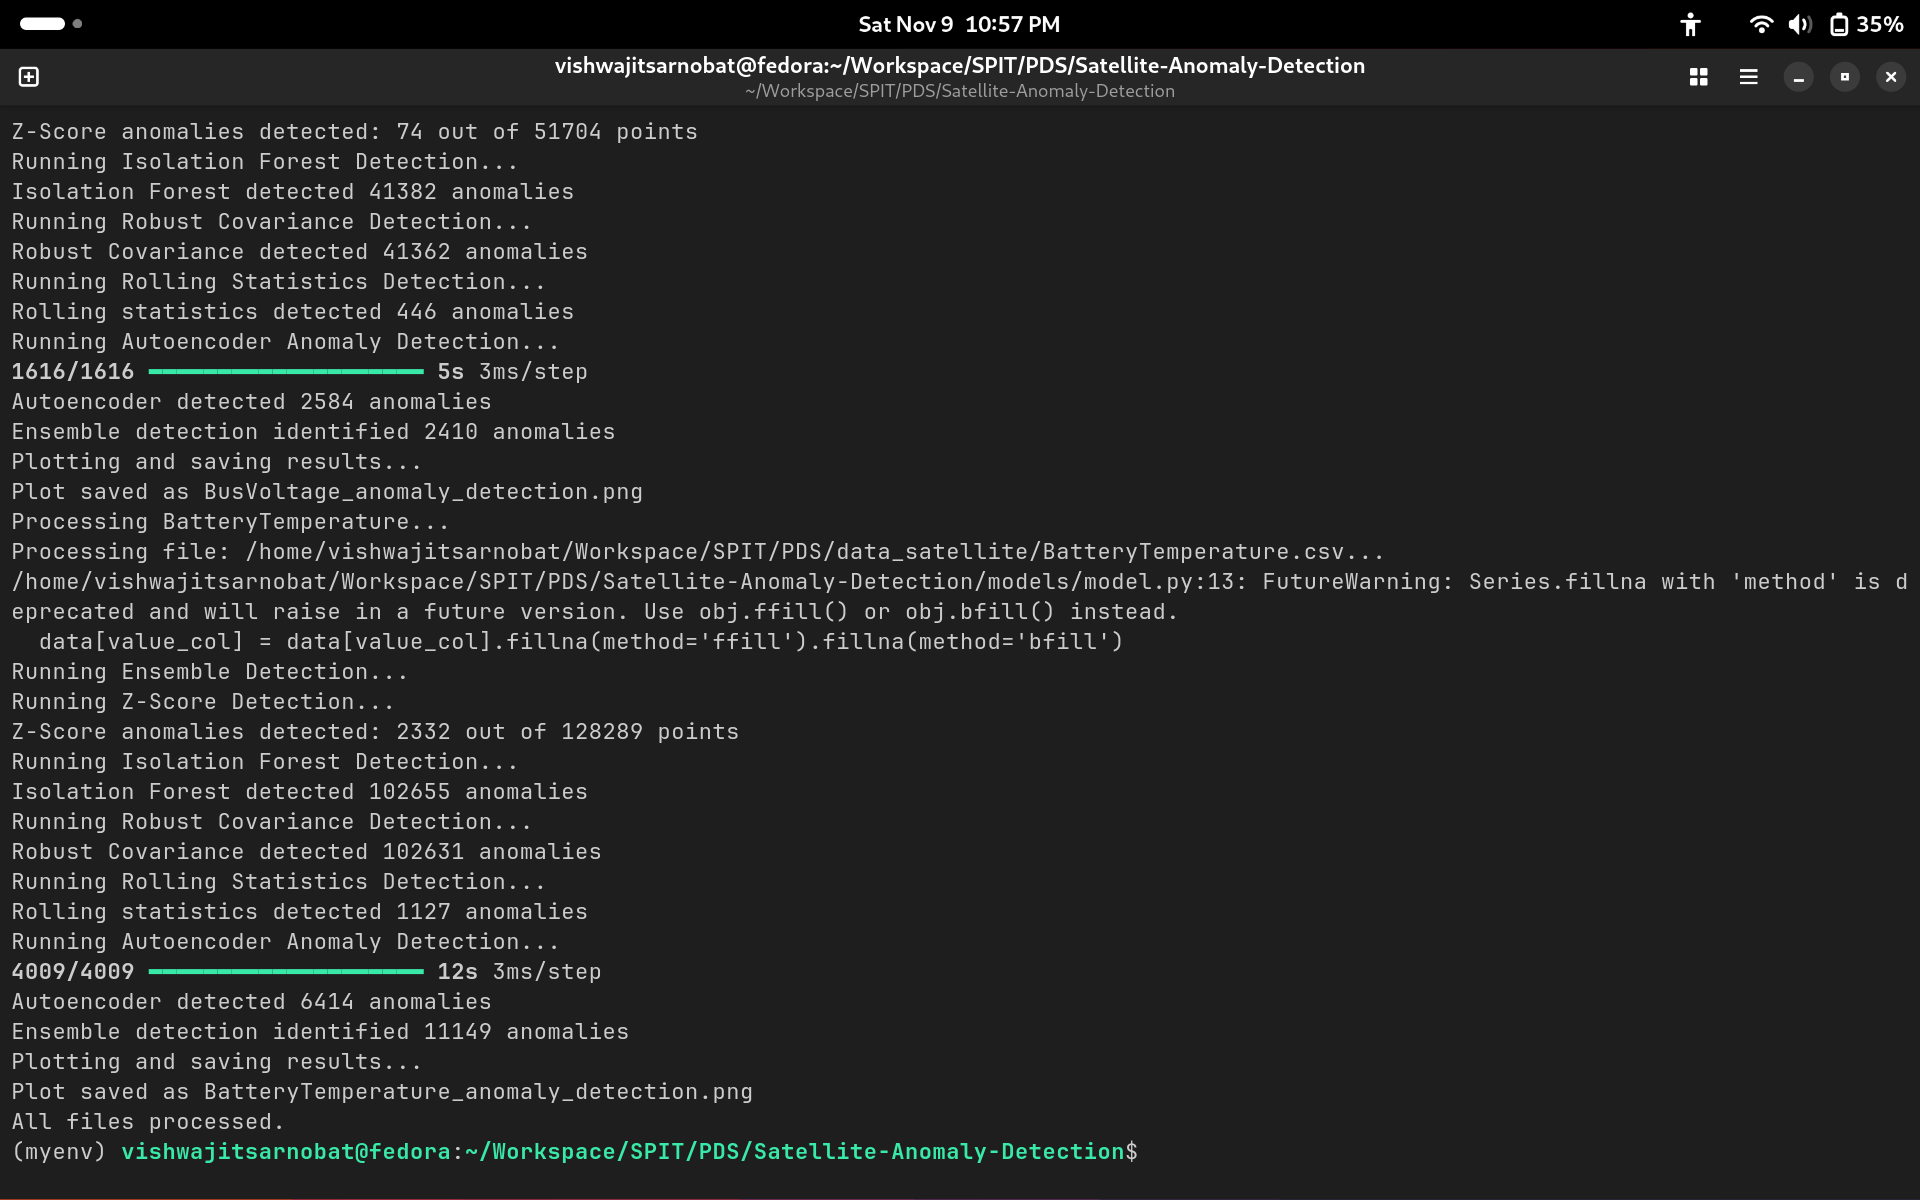 Sat Nov 9 10:57 PM
35%
vishwajitsarnobat@fedora:~/Workspace/SPIT/PDS/Satellite-Anomaly-Detection
~/Workspace/SPIT/PDS/Satellite-Anomaly-Detection
Z-Score anomalies detected: 74 out of 51704 points
Running Isolation Forest Detection...
Isolation Forest detected 41382 anomalies
Running Robust Covariance Detection...
Robust Covariance detected 41362 anomalies
Running Rolling Statistics Detection...
Rolling statistics detected 446 anomalies
Running Autoencoder Anomaly Detection...
1616/1616 ━━━━━━━━━━━━━━━━━━━━ 5s 3ms/step
Autoencoder detected 2584 anomalies
Ensemble detection identified 2410 anomalies
Plotting and saving results...
Plot saved as BusVoltage_anomaly_detection.png
Processing BatteryTemperature...
Processing file: /home/vishwajitsarnobat/Workspace/SPIT/PDS/data_satellite/BatteryTemperature.csv...
/home/vishwajitsarnobat/Workspace/SPIT/PDS/Satellite-Anomaly-Detection/models/model.py:13: FutureWarning: Series.fillna with 'method' is d
eprecated and will raise in a future version. Use obj.ffill() or obj.bfill() instead.
  data[value_col] = data[value_col].fillna(method='ffill').fillna(method='bfill')
Running Ensemble Detection...
Running Z-Score Detection...
Z-Score anomalies detected: 2332 out of 128289 points
Running Isolation Forest Detection...
Isolation Forest detected 102655 anomalies
Running Robust Covariance Detection...
Robust Covariance detected 102631 anomalies
Running Rolling Statistics Detection...
Rolling statistics detected 1127 anomalies
Running Autoencoder Anomaly Detection...
4009/4009 ━━━━━━━━━━━━━━━━━━━━ 12s 3ms/step
Autoencoder detected 6414 anomalies
Ensemble detection identified 11149 anomalies
Plotting and saving results...
Plot saved as BatteryTemperature_anomaly_detection.png
All files processed.
(myenv) vishwajitsarnobat@fedora:~/Workspace/SPIT/PDS/Satellite-Anomaly-Detection$